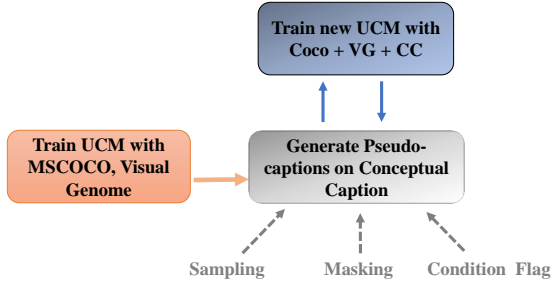 Train new UCM with
Coco + VG + CC
Train UCM with
MSCOCO, Visual
Genome
Generate Pseudo-
captions on Conceptual
Caption
Sampling
Masking
Condition Flag